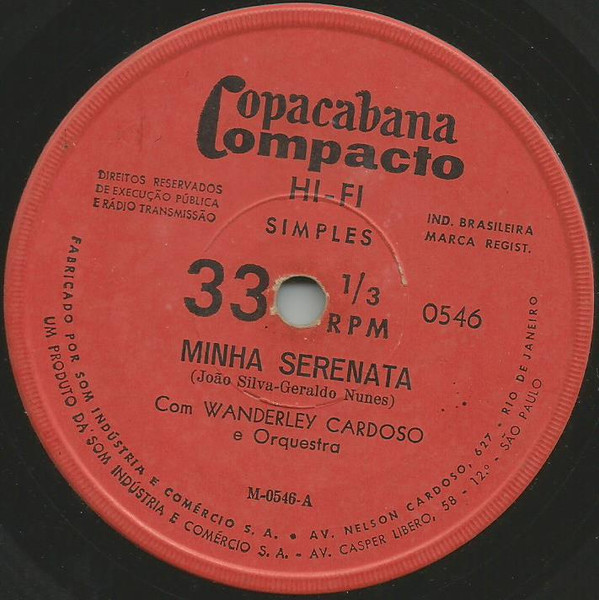 Copacabana
Compacto
HI-FI
SIMPLES
DIREITOS RESERVADOS
DE EXECUÇÃO PÚBLICA
E RÁDIO TRANSMISSÃO
IND. BRASILEIRA
MARCA REGIST.
33 1/3
RPM
0546
MINHA SERENATA
(João Silva-Geraldo Nunes)
Com WANDERLEY CARDOSO
e Orquestra
M-0546-A
FABRICADO POR SOM INDÚSTRIA E COMÉRCIO S. A. • AV. NELSON CARDOSO, 627 - RIO DE JANEIRO
UM PRODUTO DA SOM INDÚSTRIA E COMÉRCIO S. A. - AV. CASPER LIBERO, 58 - 12.º - SÃO PAULO